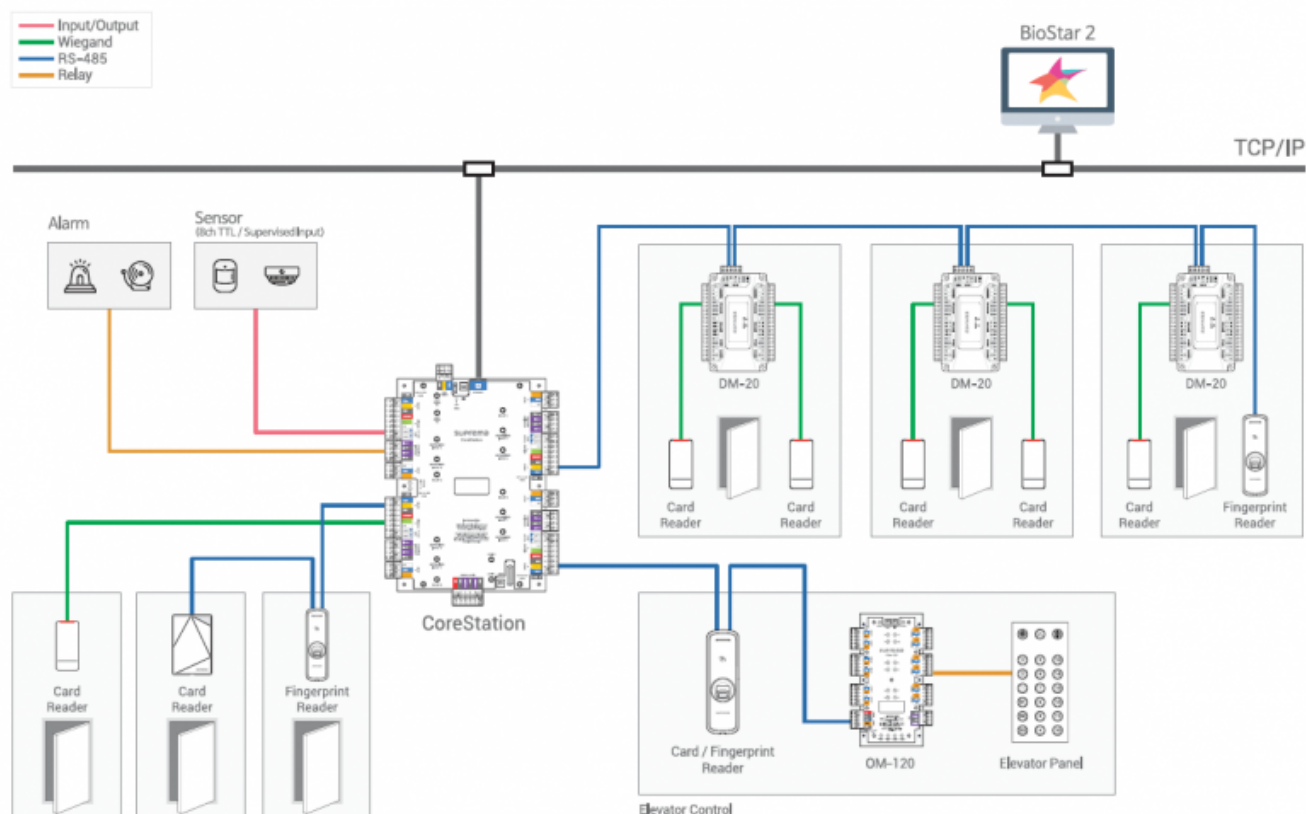 Input/Output
Wiegand
RS-485
Relay
BioStar 2
TCP/IP
Alarm
Sensor
(8ch TTL / Supervised Input)
DM-20
DM-20
DM-20
Card
Reader
Card
Reader
Card
Reader
Card
Reader
Card
Reader
Fingerprint
Reader
suprema
CoreStation
Card
Reader
Card
Reader
Fingerprint
Reader
Card / Fingerprint
Reader
OM-120
Elevator Panel
Elevator Control